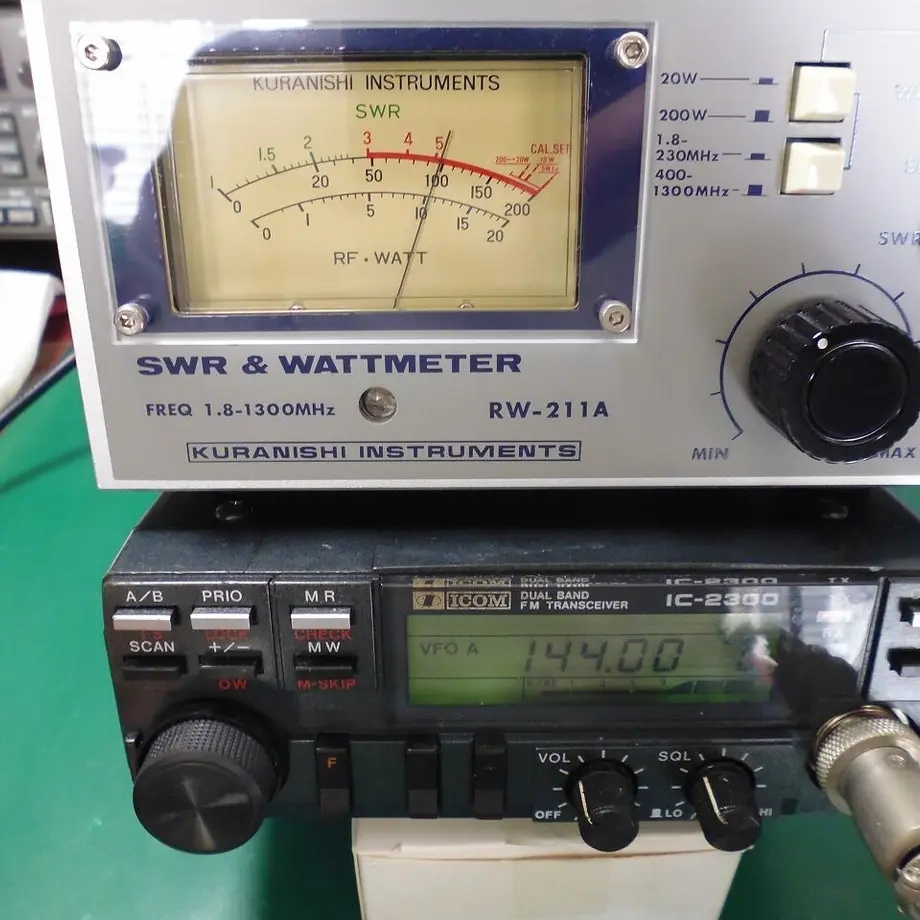 KURANISHI INSTRUMENTS
SWR
1 1.5 2 3 4 5
CAL.SET
0 20 50 100 150 200
0 1 5 10 15 20
RF・WATT
20W
200W
1.8-
230MHz
400-
1300MHz
SWR
MIN
MAX
SWR & WATTMETER
FREQ 1.8-1300MHz
RW-211A
KURANISHI INSTRUMENTS
ICOM
DUAL BAND
FM TRANSCEIVER
IC-2300
TX
A/B
PRIO
MR
LOCK
CHECK
SCAN
+/−
MW
OW
M-SKIP
VFO A
144.00
F
VOL
OFF
SQL
LO
HI